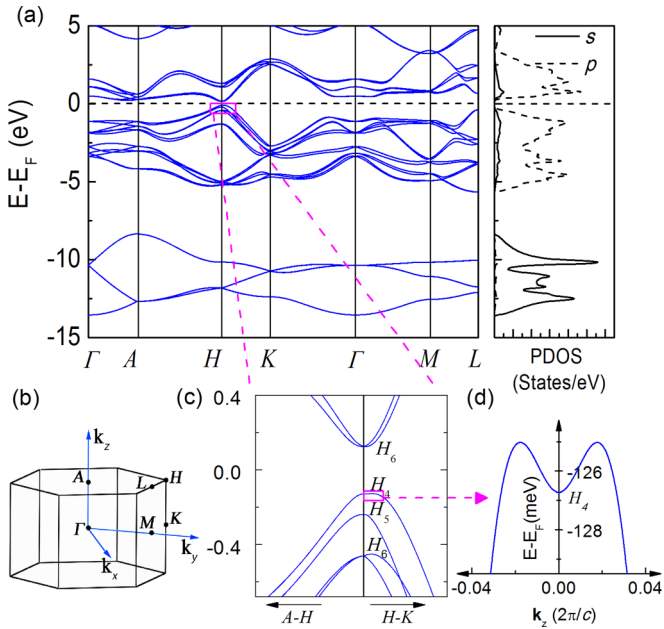 (a)
5
0
-5
-10
-15
E-E_F (eV)
Γ A H K Γ M L
s
p
PDOS
(States/eV)
(b)
k_z
A
H
L
Γ
K
M
k_x
k_y
(c)
0.4
0.0
-0.4
H_6
H_4
H_5
H_6
A-H H-K
(d)
E-E_F(meV)
-126
H_4
-128
-0.04 0.00 0.04
k_z (2π/c)